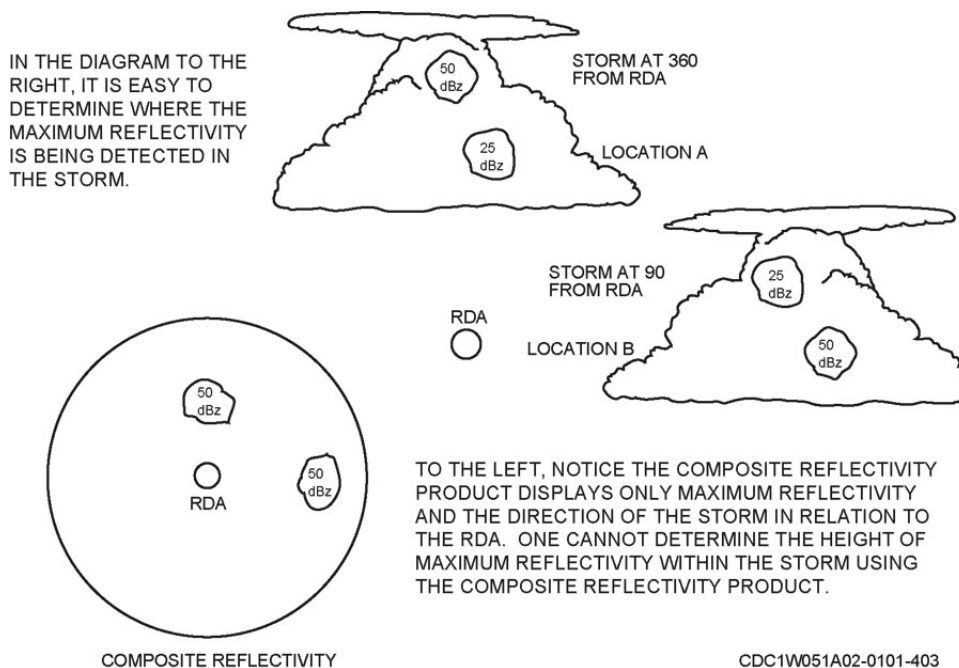 IN THE DIAGRAM TO THE
RIGHT, IT IS EASY TO
DETERMINE WHERE THE
MAXIMUM REFLECTIVITY
IS BEING DETECTED IN
THE STORM.
50
dBz
STORM AT 360
FROM RDA
25
dBz
LOCATION A
STORM AT 90
FROM RDA
25
dBz
RDA
LOCATION B
50
dBz
50
dBz
RDA
50
dBz
TO THE LEFT, NOTICE THE COMPOSITE REFLECTIVITY
PRODUCT DISPLAYS ONLY MAXIMUM REFLECTIVITY
AND THE DIRECTION OF THE STORM IN RELATION TO
THE RDA. ONE CANNOT DETERMINE THE HEIGHT OF
MAXIMUM REFLECTIVITY WITHIN THE STORM USING
THE COMPOSITE REFLECTIVITY PRODUCT.
COMPOSITE REFLECTIVITY
CDC1W051A02-0101-403